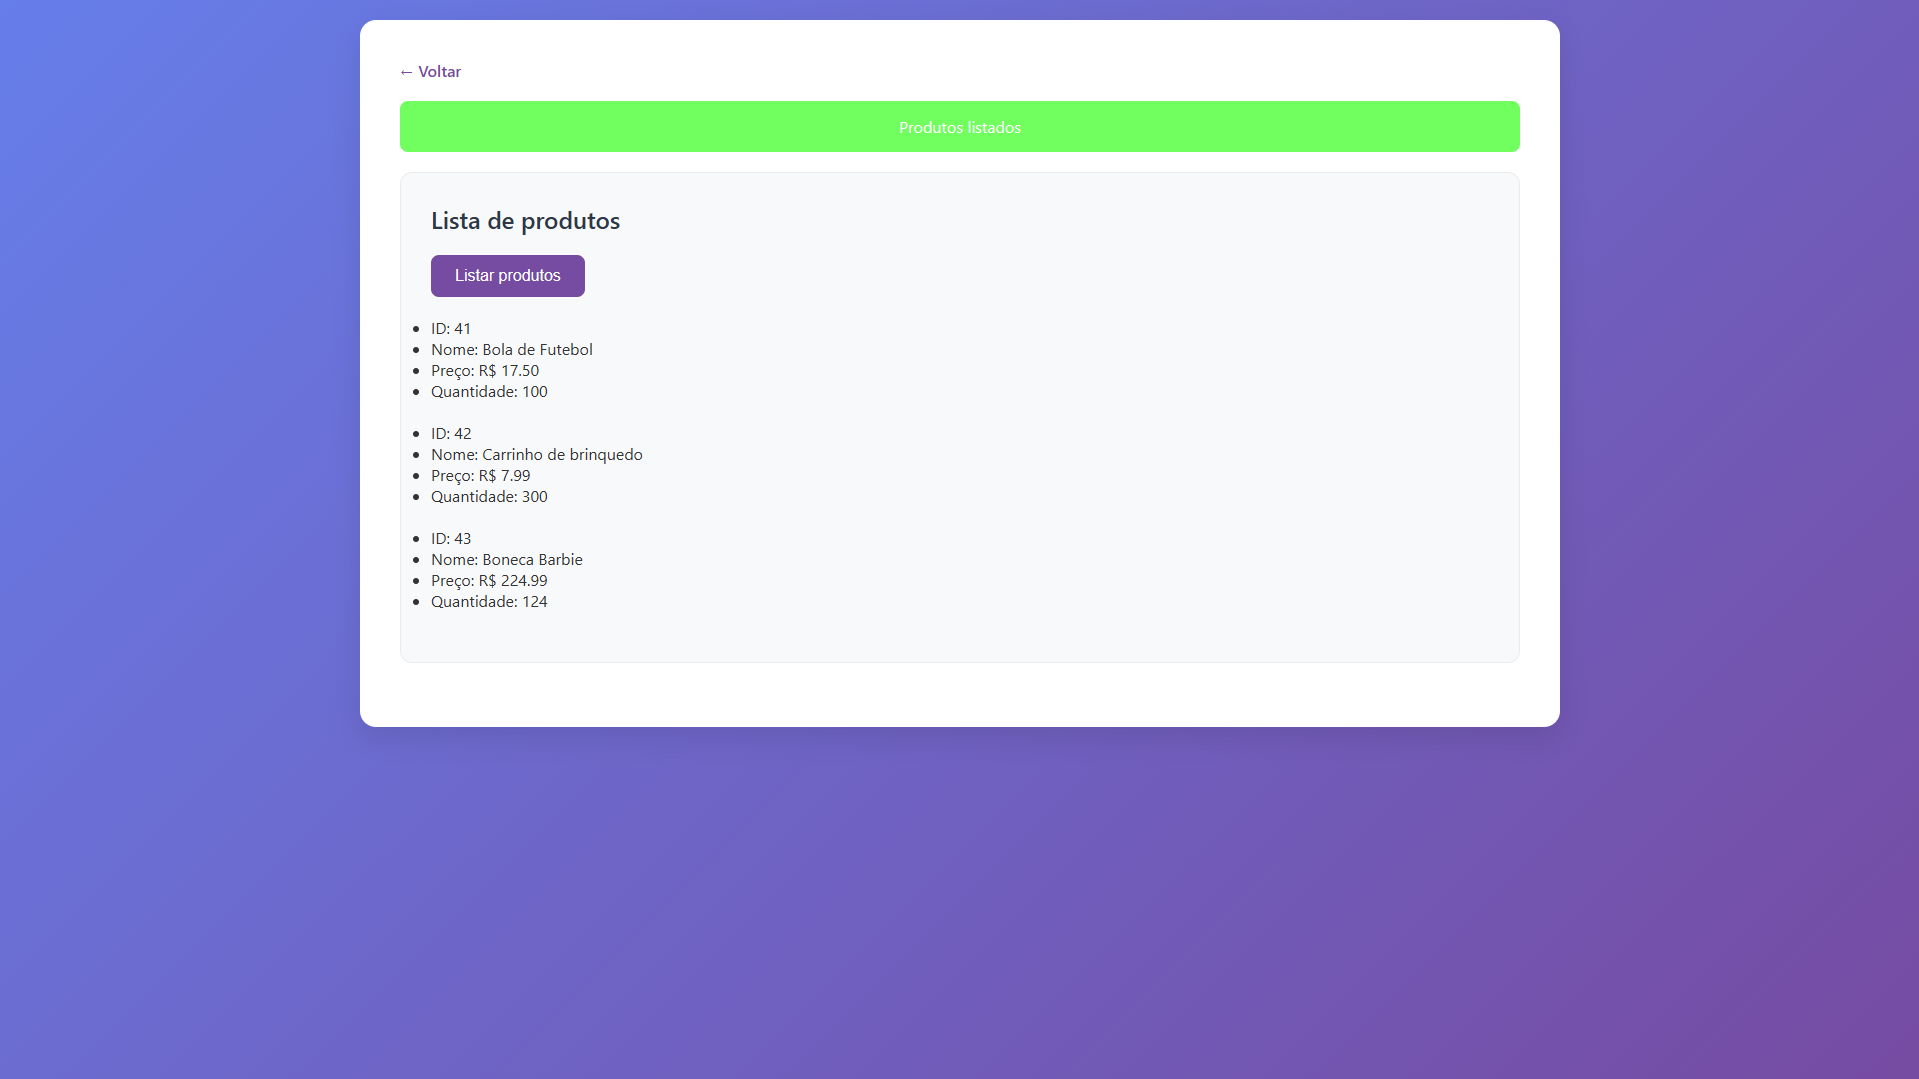 ← Voltar
Produtos listados
Lista de produtos
Listar produtos
• ID: 41
• Nome: Bola de Futebol
• Preço: R$ 17.50
• Quantidade: 100
• ID: 42
• Nome: Carrinho de brinquedo
• Preço: R$ 7.99
• Quantidade: 300
• ID: 43
• Nome: Boneca Barbie
• Preço: R$ 224.99
• Quantidade: 124